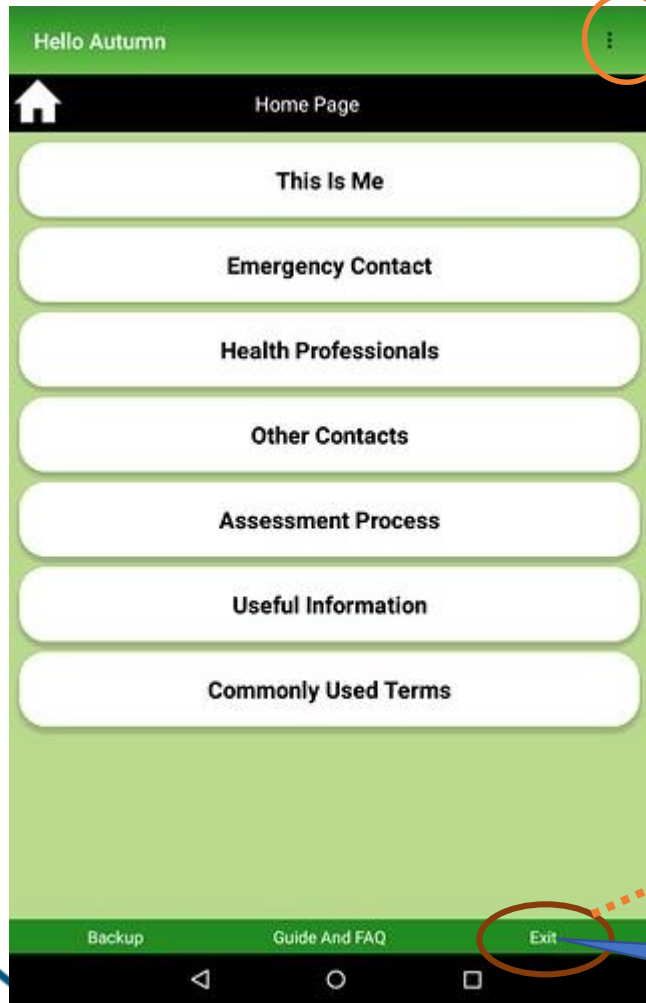 Hello Autumn
Home Page
This Is Me
Emergency Contact
Health Professionals
Other Contacts
Assessment Process
Useful Information
Commonly Used Terms
Backup Guide And FAQ Exit